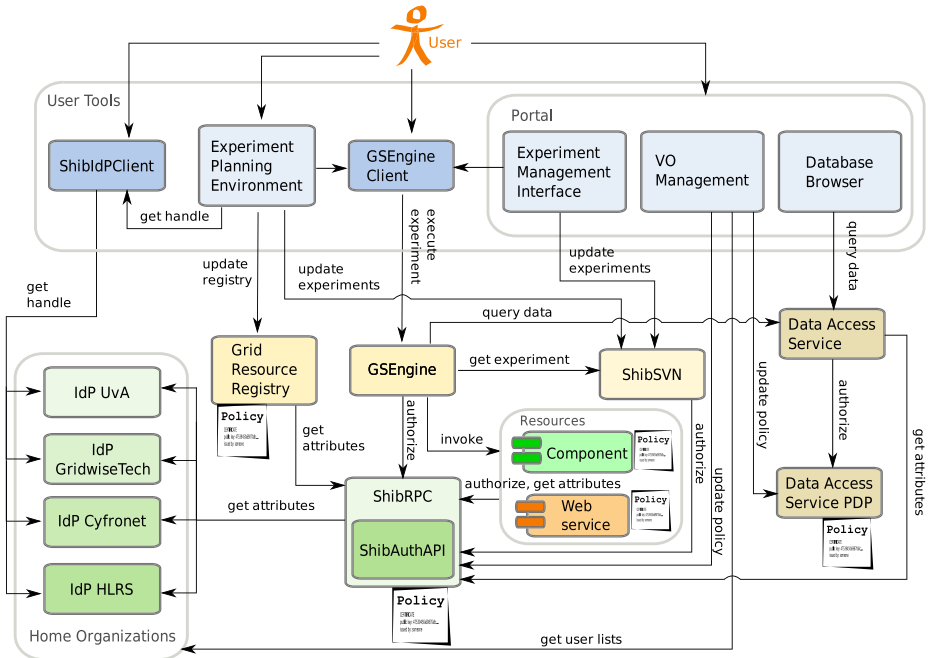 User
User Tools
Portal
ShibIdPClient
Experiment
Planning
Environment
GSEngine
Client
Experiment
Management
Interface
VO
Management
Database
Browser
get handle
execute
experiment
query data
get
handle
update
registry
update
experiments
update
experiments
query data
Data Access
Service
Grid
Resource
Registry
GSEngine
get experiment
ShibSVN
IdP UvA
Policy
get
attributes
authorize
invoke
Resources
Component
Policy
authorize
update policy
update policy
authorize
get attributes
IdP
GridwiseTech
IdP Cyfronet
get attributes
ShibRPC
ShibAuthAPI
authorize, get attributes
Web
service
Policy
Data Access
Service PDP
Policy
IdP HLRS
Policy
Home Organizations
get user lists